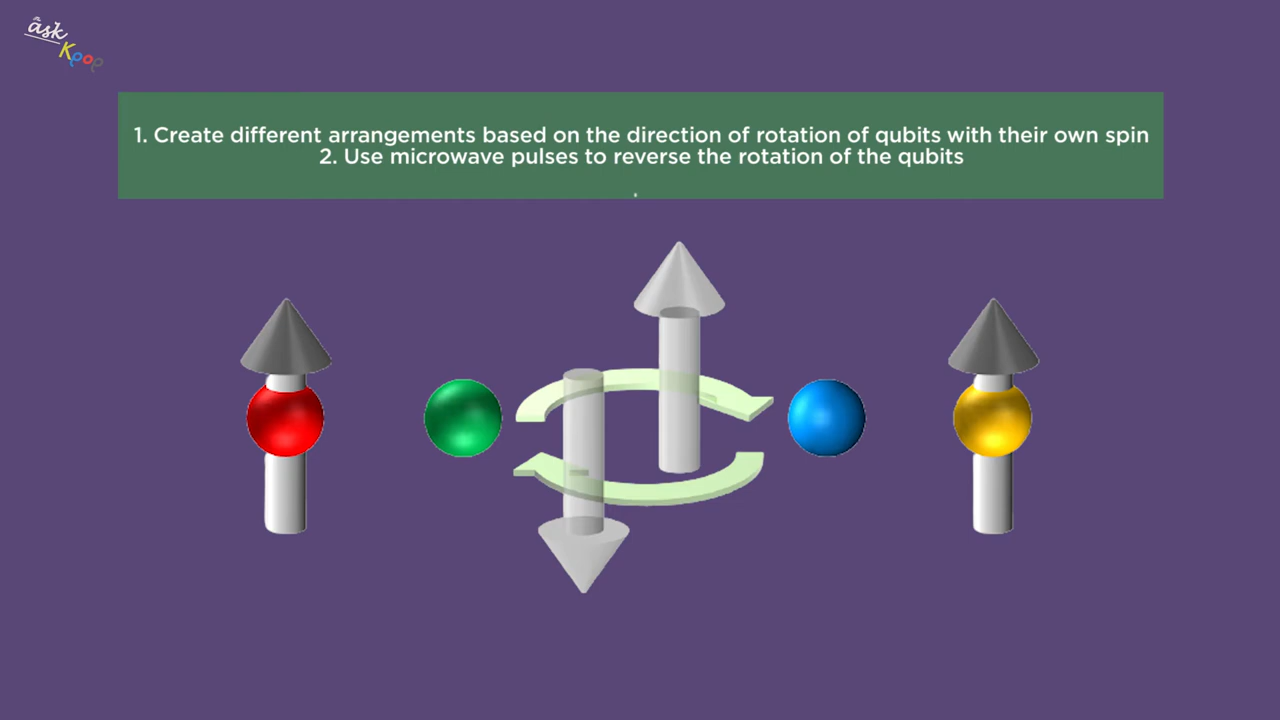 ask
Kpop
1. Create different arrangements based on the direction of rotation of qubits with their own spin
2. Use microwave pulses to reverse the rotation of the qubits
.